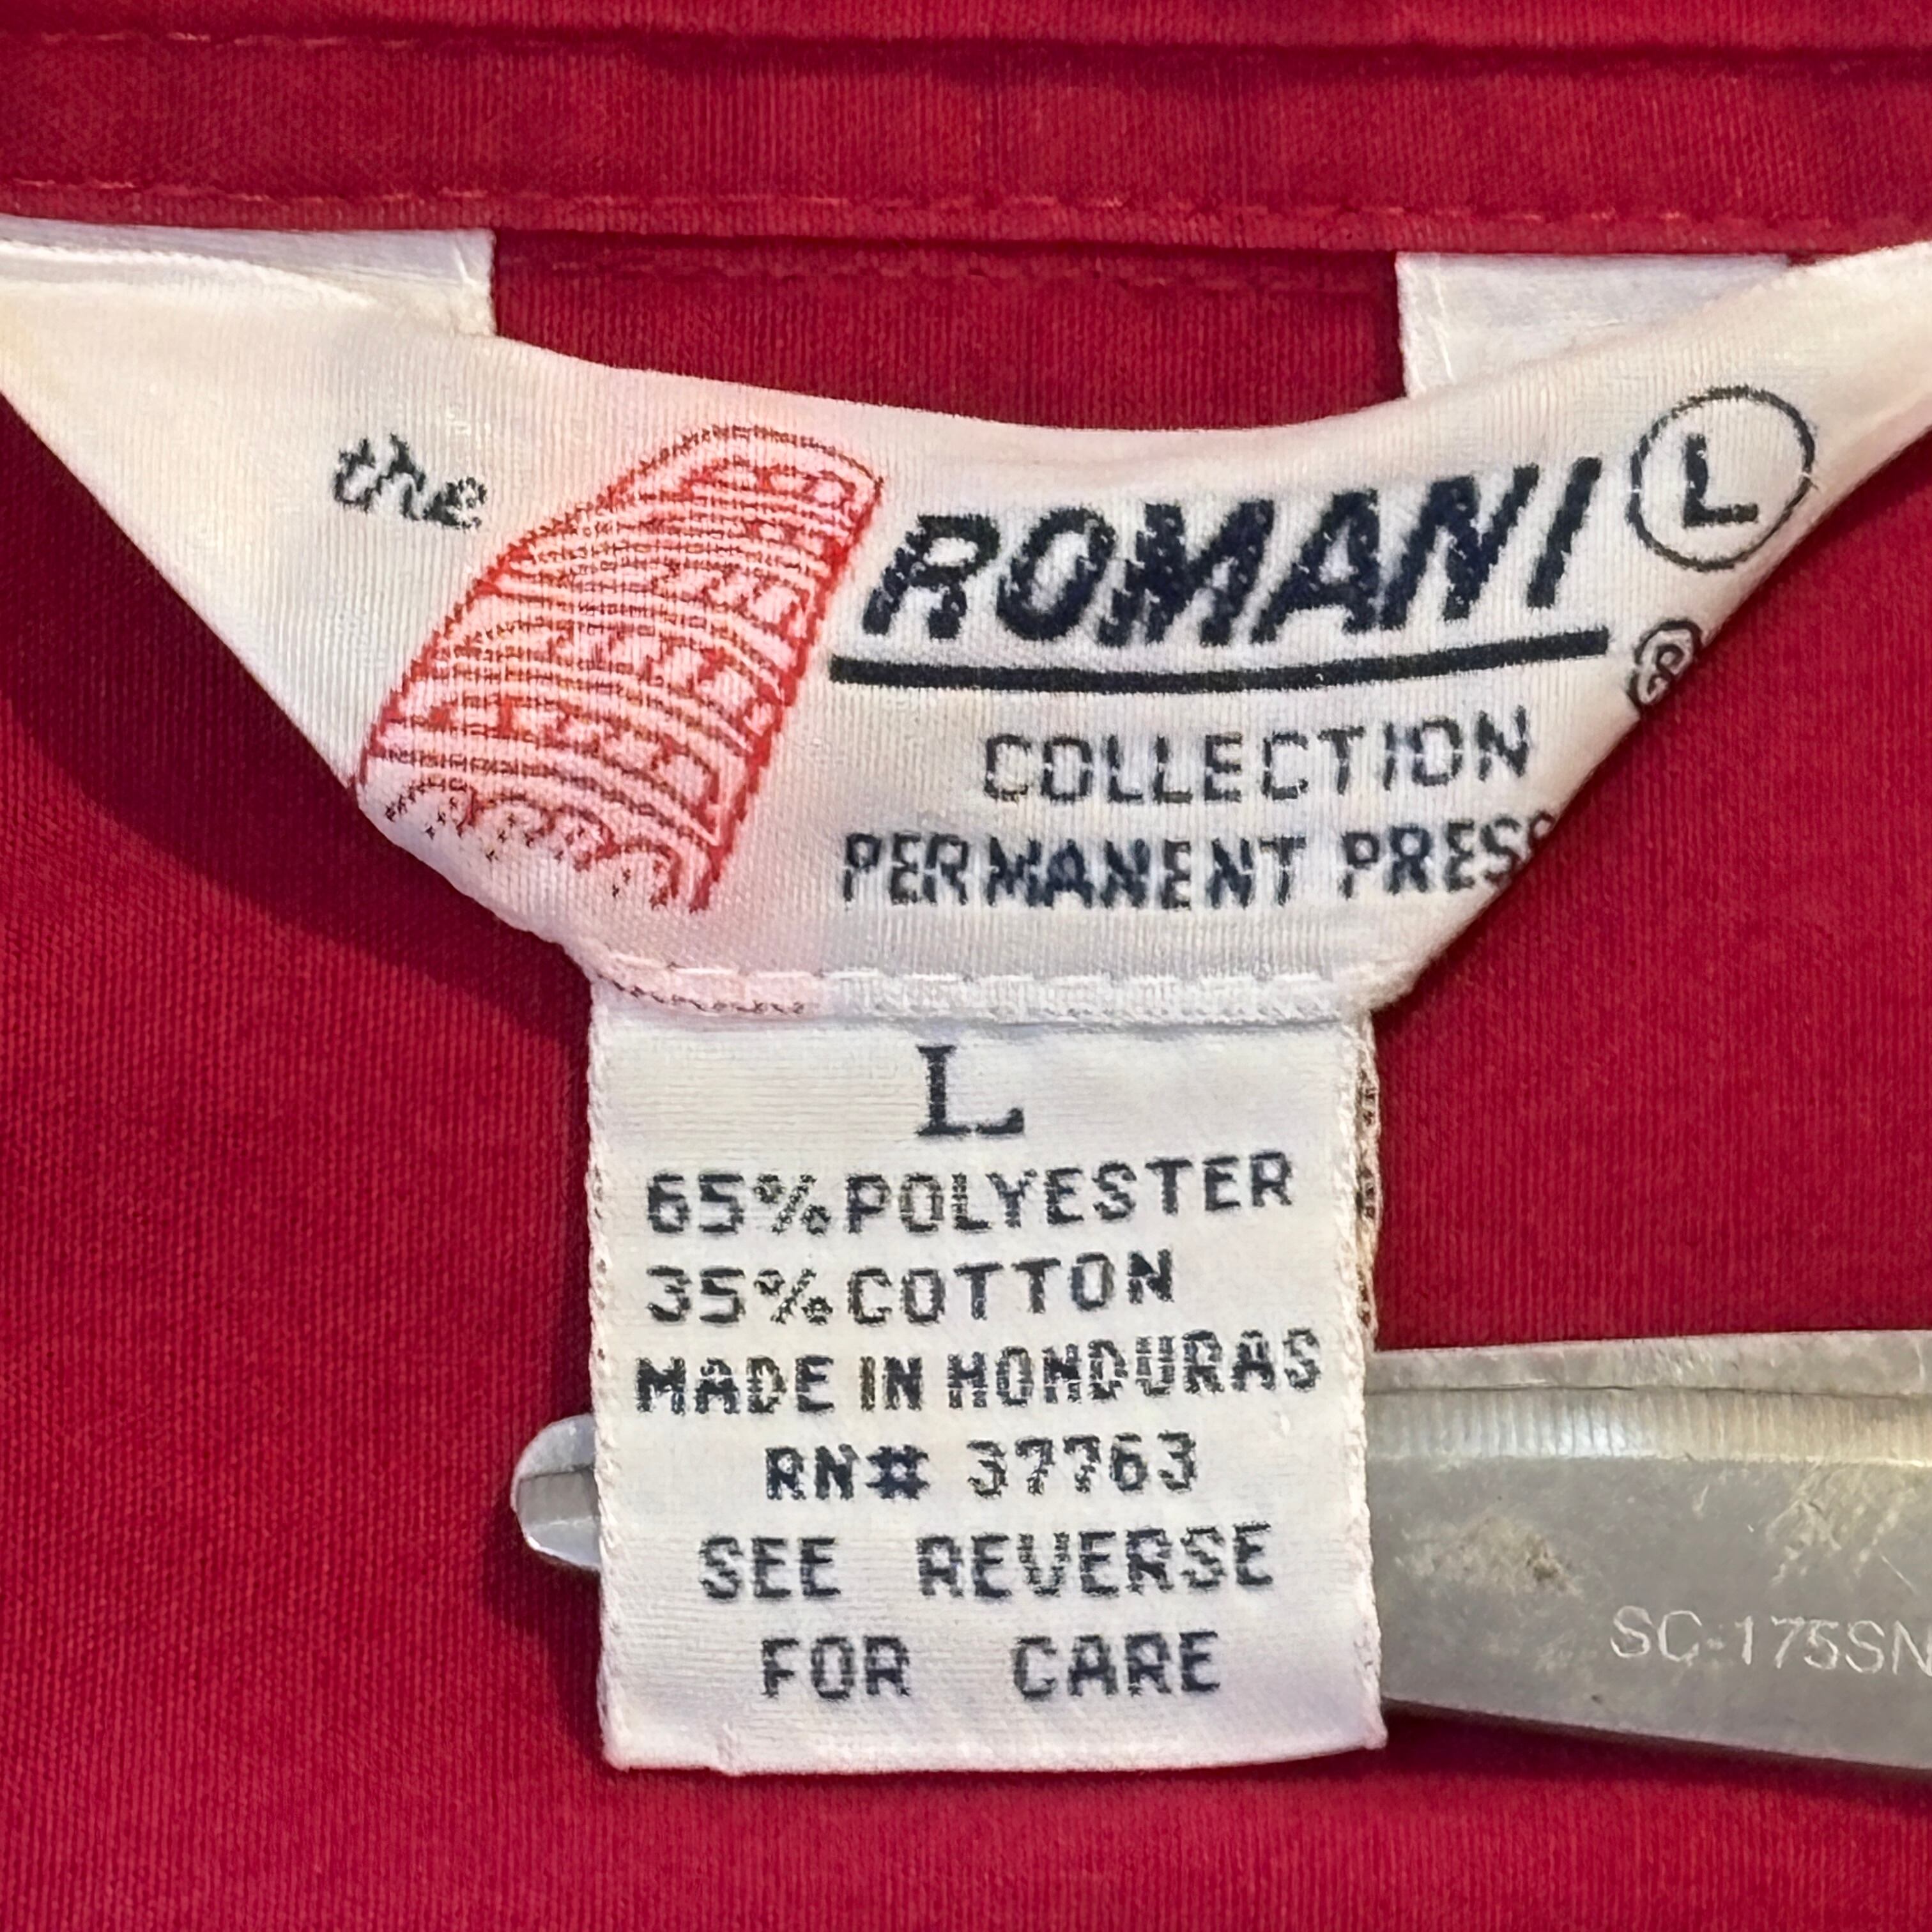 the ROMANI L
®
COLLECTION
PERMANENT PRESS
L
65% POLYESTER
35% COTTON
MADE IN HONDURAS
RN# 37763
SEE REVERSE
FOR CARE
SC-175SN